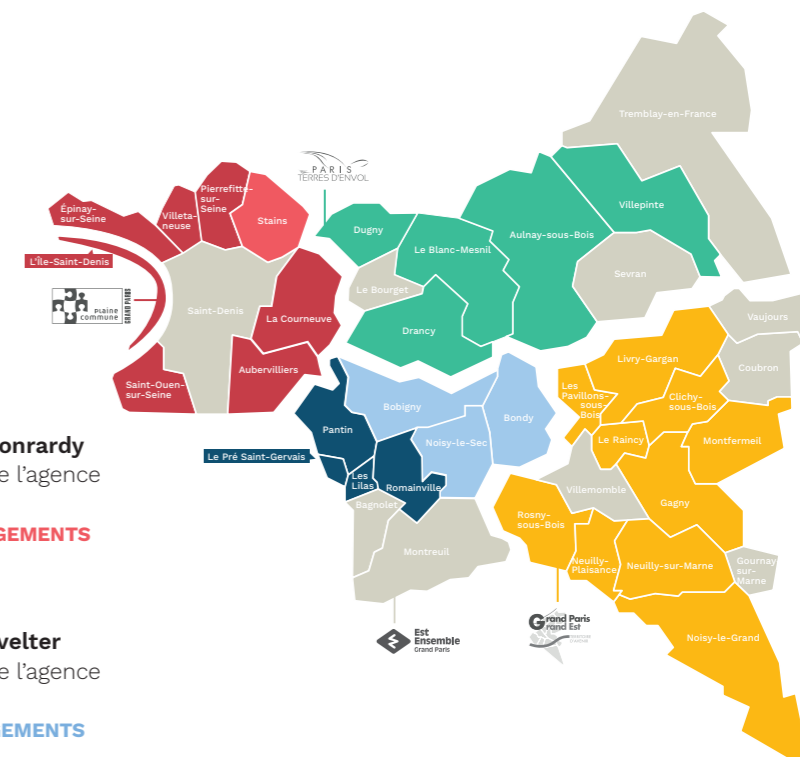 Tremblay-en-France
PARIS
TERRES D'ENVOL
Villepinte
Épinay-
sur-Seine
Villeta-
neuse
Pierrefitte-
sur-
Seine
Stains
Dugny
Le Blanc-Mesnil
Aulnay-sous-Bois
Sevran
L'Île-Saint-Denis
Plaine
commune
GRAND PARIS
Saint-Denis
La Courneuve
Le Bourget
Drancy
Vaujours
Coubron
Aubervilliers
Saint-Ouen-
sur-Seine
Livry-Gargan
Les
Pavillons-
sous-
Bois
Clichy-
sous-Bois
Le Raincy
Montfermeil
Bobigny
Bondy
Pantin
Noisy-le-Sec
Le Pré Saint-Gervais
Les
Lilas
Romainville
Bagnolet
Montreuil
Villemomble
Gagny
Rosny-
sous-Bois
Neuilly-
Plaisance
Neuilly-sur-Marne
Gournay
sur-
Marne
Noisy-le-Grand
Est
Ensemble
Grand Paris
Grand Paris
Grand Est
onrardy
e l'agence
GEMENTS
velter
e l'agence
EMENTS